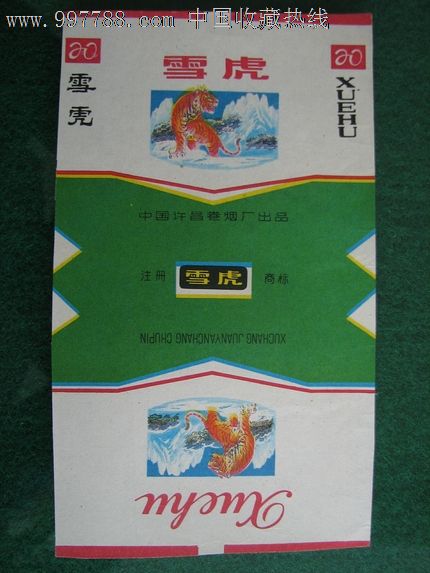 www.997788.com 中国收藏热线
20
雪虎
20
雪虎
XUEHU
中国许昌卷烟厂出品
注册 雪虎 商标
XUCHANG JUANYANCHANG CHUPIN
Xuehu